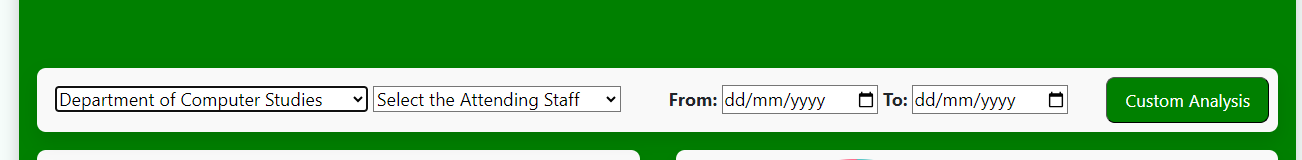 Department of Computer Studies Select the Attending Staff From: dd/mm/yyyy To: dd/mm/yyyy Custom Analysis